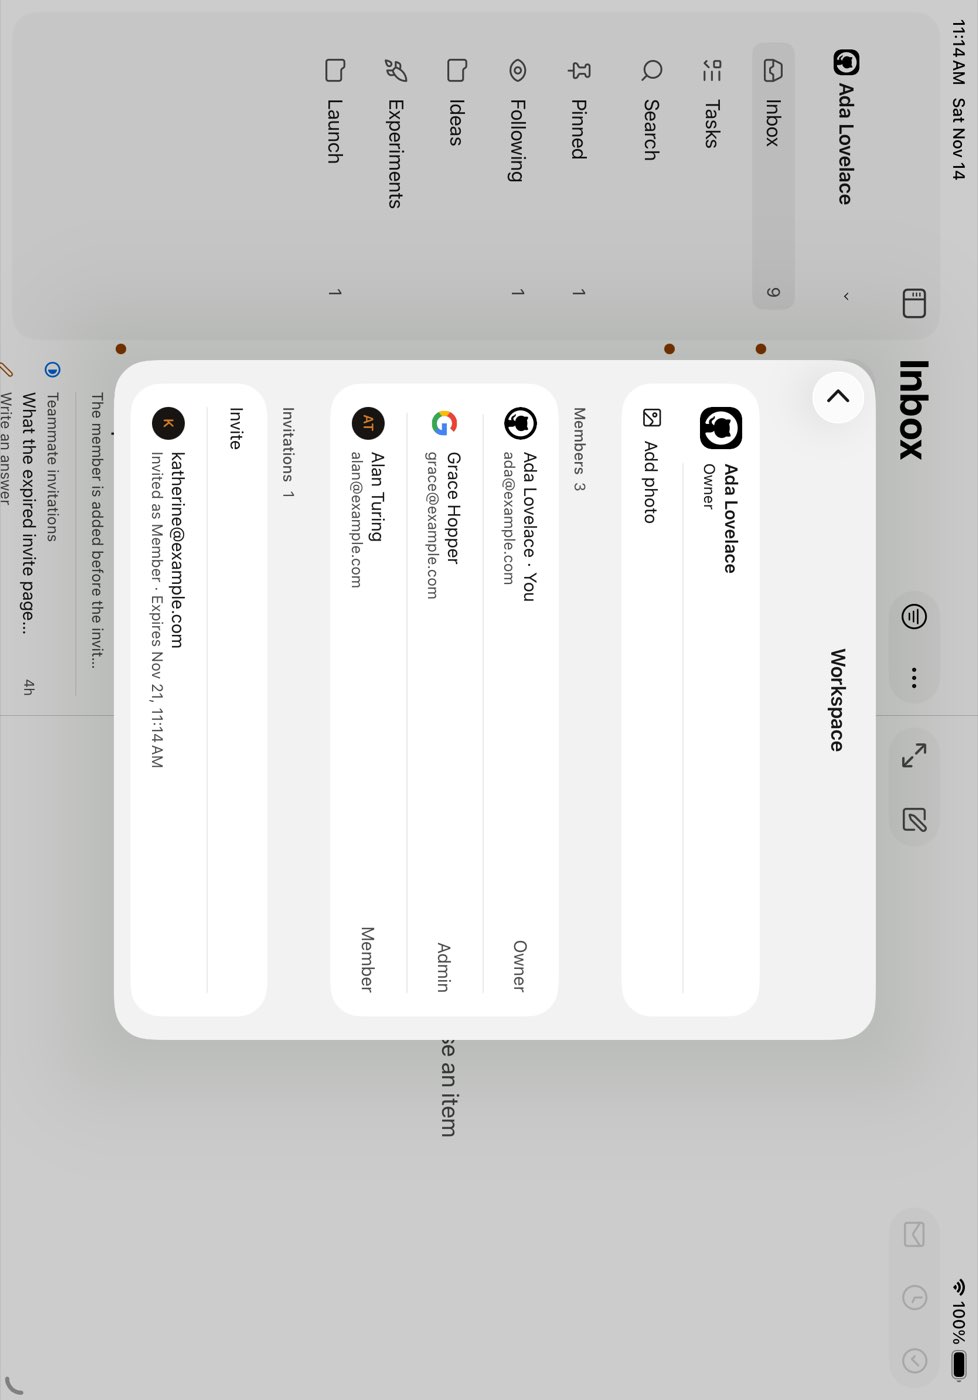 11:14 AM Sat Nov 14
100%
Inbox
Ada Lovelace
Inbox 9
Tasks
Search
Pinned 1
Following 1
Ideas
Experiments
Launch 1
Workspace
Ada Lovelace
Owner
Add photo
Members 3
Ada Lovelace · You
ada@example.com
Owner
Grace Hopper
grace@example.com
Admin
AT
Alan Turing
alan@example.com
Member
Invitations 1
Invite
K
katherine@example.com
Invited as Member · Expires Nov 21, 11:14 AM
an item
The member is added before the invit...
Teammate invitations
What the expired invite page... 4h
Write an answer